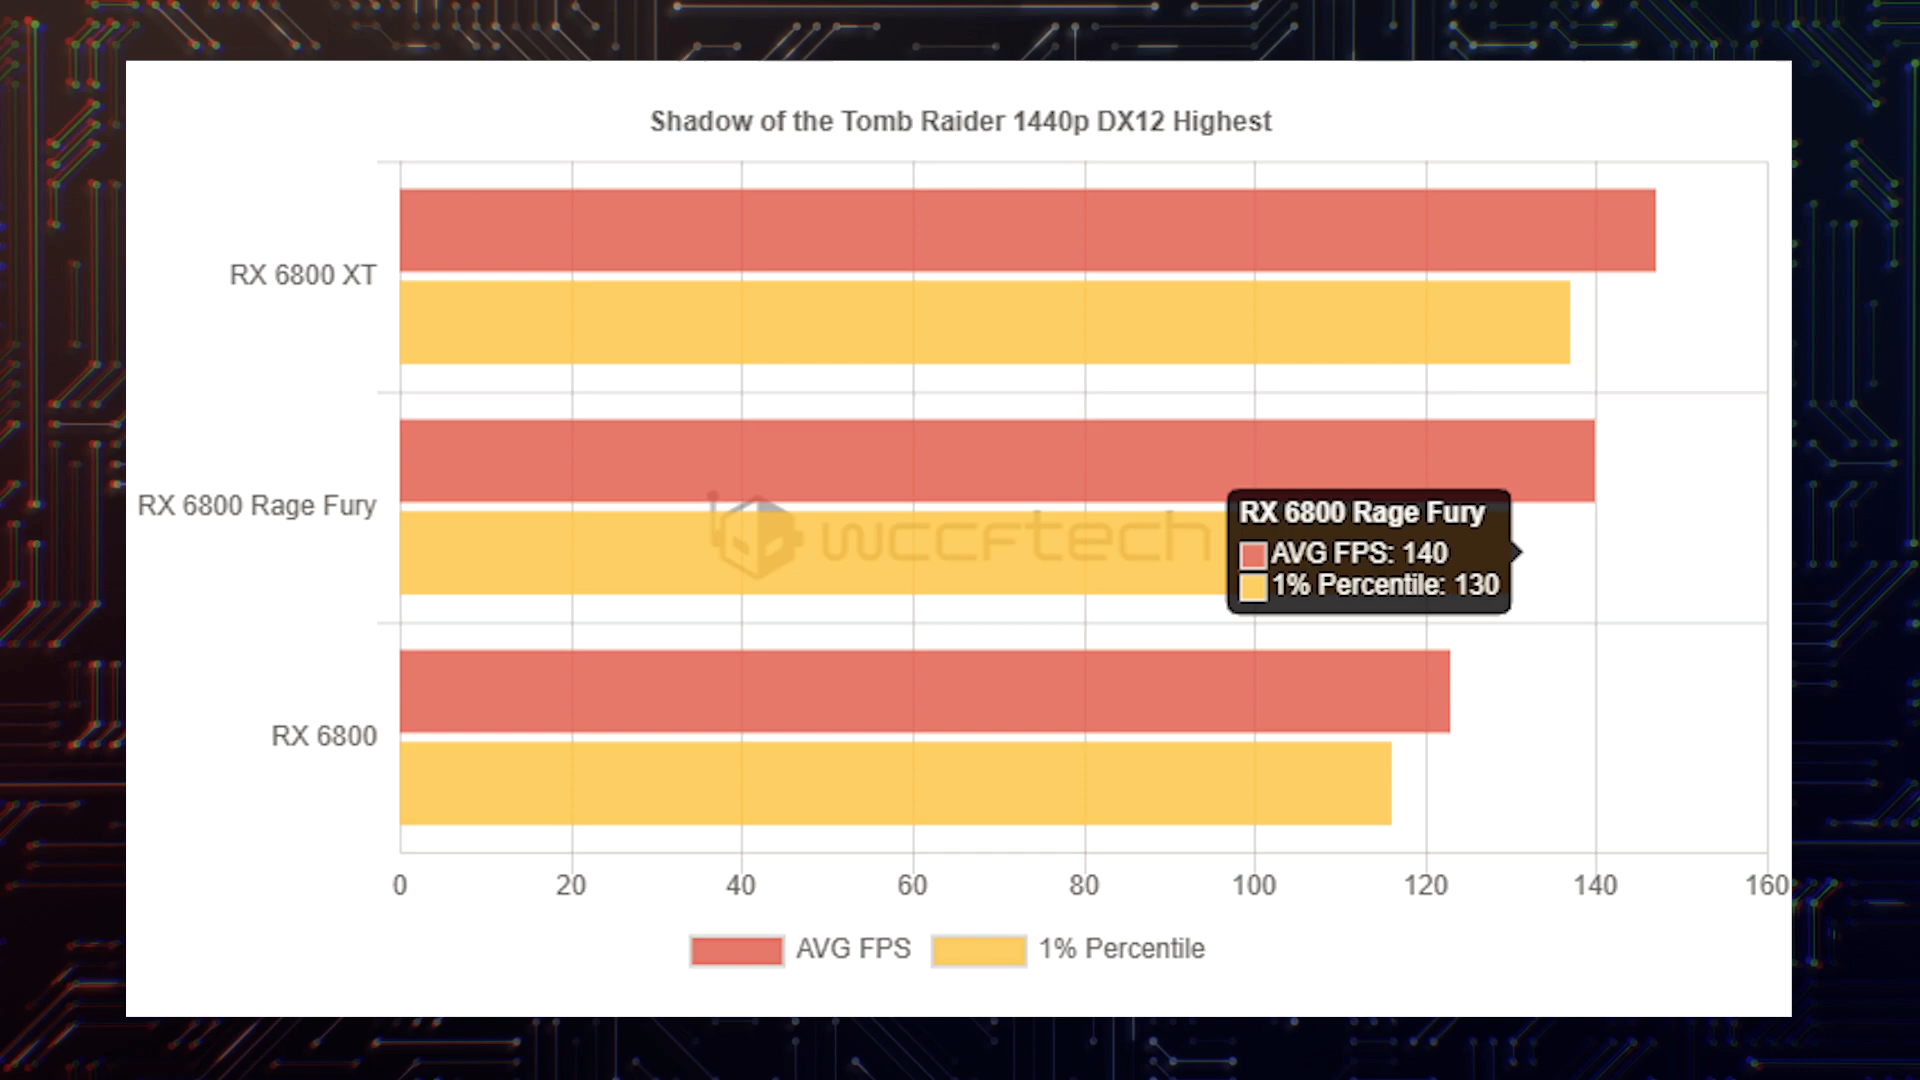 Shadow of the Tomb Raider 1440p DX12 Highest
RX 6800 XT
RX 6800 Rage Fury
wccftech
RX 6800 Rage Fury
AVG FPS: 140
1% Percentile: 130
RX 6800
0 20 40 60 80 100 120 140 160
AVG FPS 1% Percentile